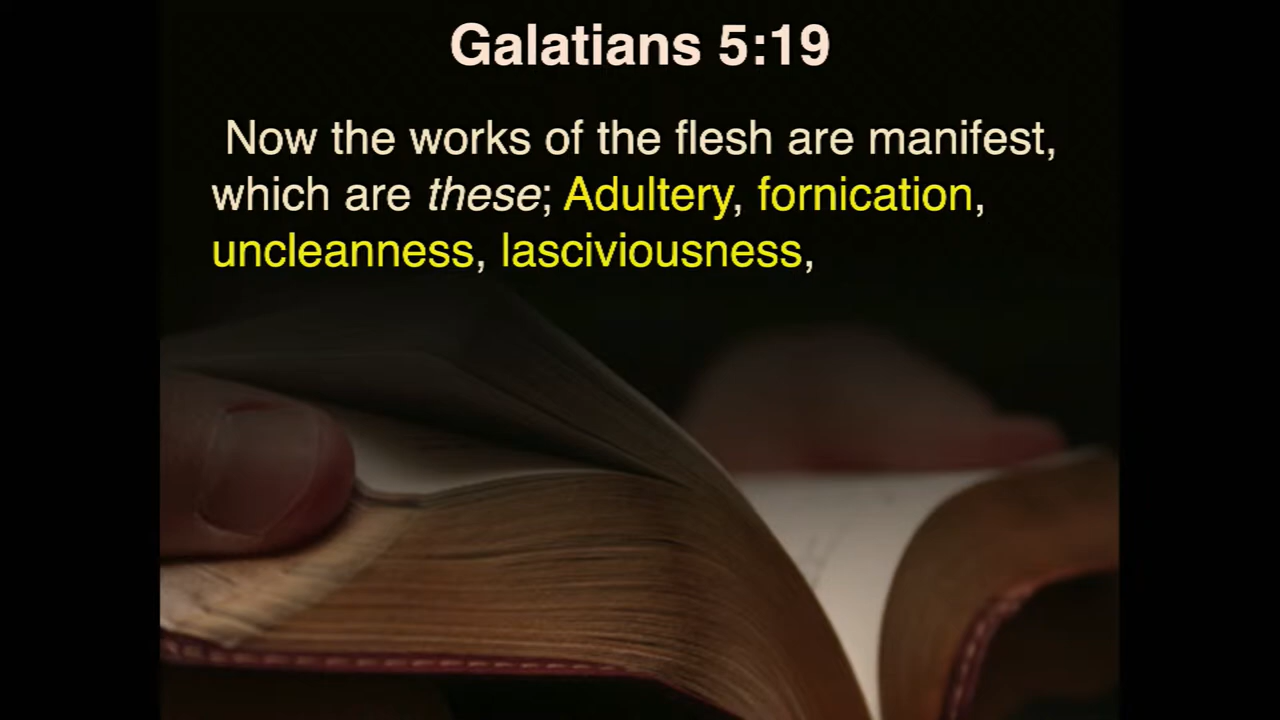 Galatians 5:19
Now the works of the flesh are manifest,
which are these; Adultery, fornication,
uncleanness, lasciviousness,